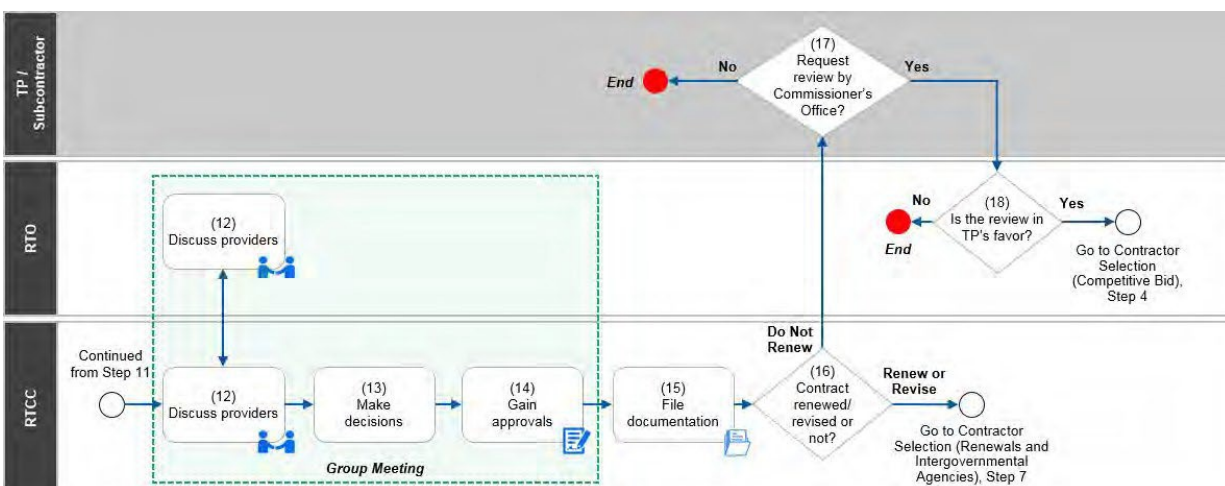 TP /
Subcontractor
(17)
Request
review by
Commissioner's
Office?
No
Yes
End
RTO
(12)
Discuss providers
(18)
Is the review in
TP's favor?
No
Yes
End
Go to Contractor
Selection
(Competitive Bid),
Step 4
RTCC
Continued
from Step 11
(12)
Discuss providers
(13)
Make
decisions
(14)
Gain
approvals
Group Meeting
(15)
File
documentation
Do Not
Renew
(16)
Contract
renewed/
revised or
not?
Renew or
Revise
Go to Contractor
Selection (Renewals and
Intergovernmental
Agencies), Step 7